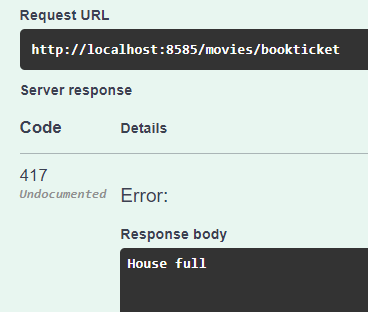 Request URL
http://localhost:8585/movies/bookticket
Server response
Code Details
417
Undocumented
Error:
Response body
House full